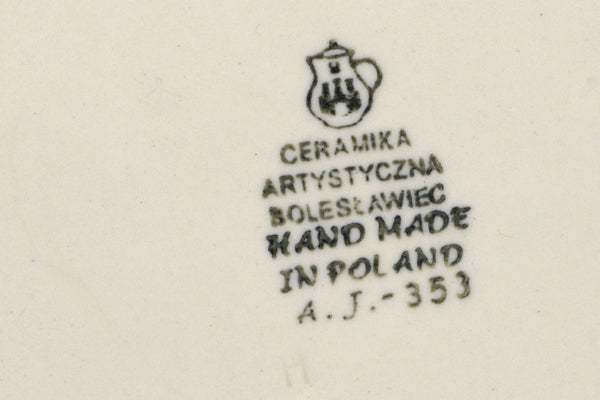 CERAMIKA
ARTYSTYCZNA
BOLESŁAWIEC
HAND MADE
IN POLAND
A.J.-353
H